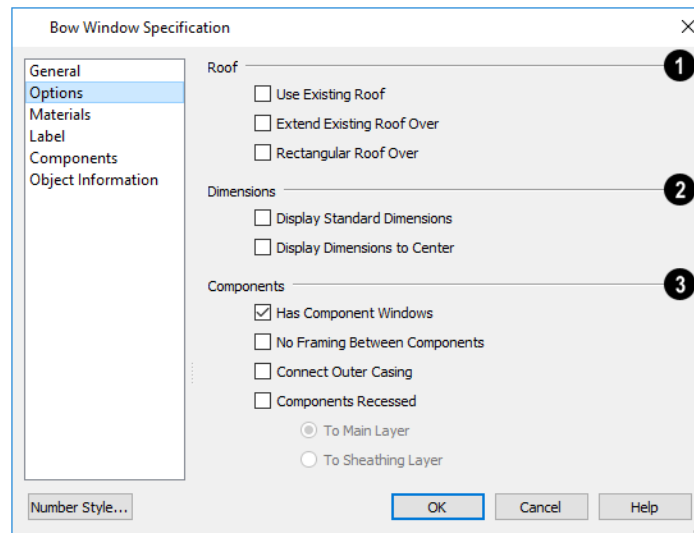 Bow Window Specification
General
Options
Materials
Label
Components
Object Information
Roof
1
Use Existing Roof
Extend Existing Roof Over
Rectangular Roof Over
Dimensions
2
Display Standard Dimensions
Display Dimensions to Center
Components
3
Has Component Windows
No Framing Between Components
Connect Outer Casing
Components Recessed
To Main Layer
To Sheathing Layer
Number Style...
OK
Cancel
Help